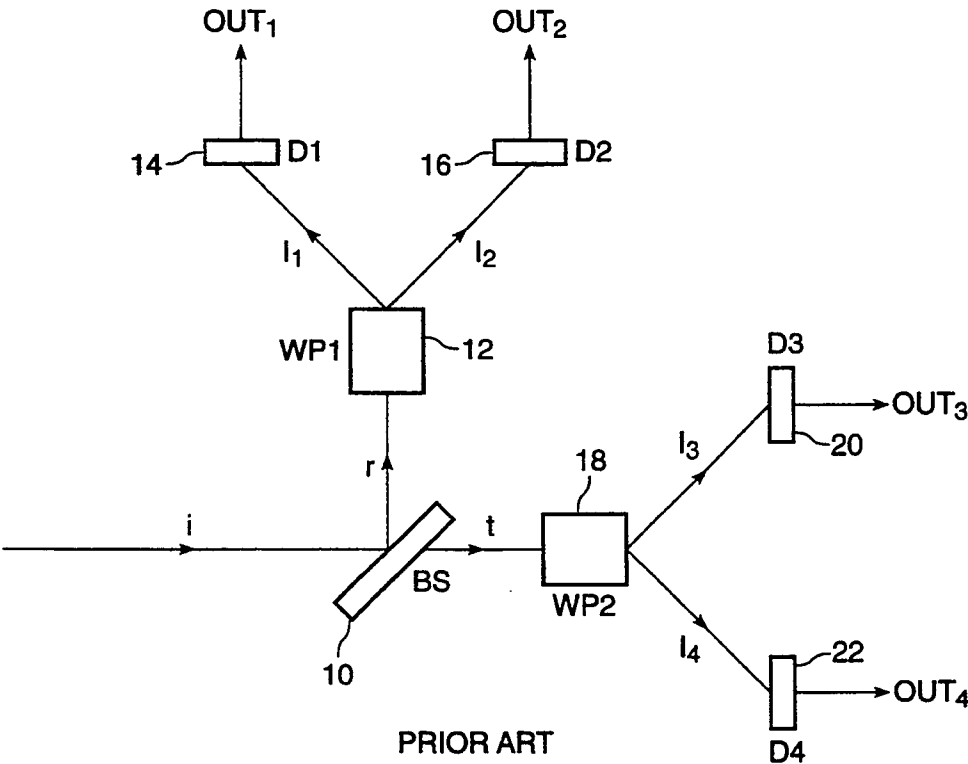 OUT₁ OUT₂
14 D1 16 D2
I₁ I₂
WP1 12
D3
OUT₃
20
I₃
18
r
i t
BS
WP2
10
I₄
22
OUT₄
D4
PRIOR ART